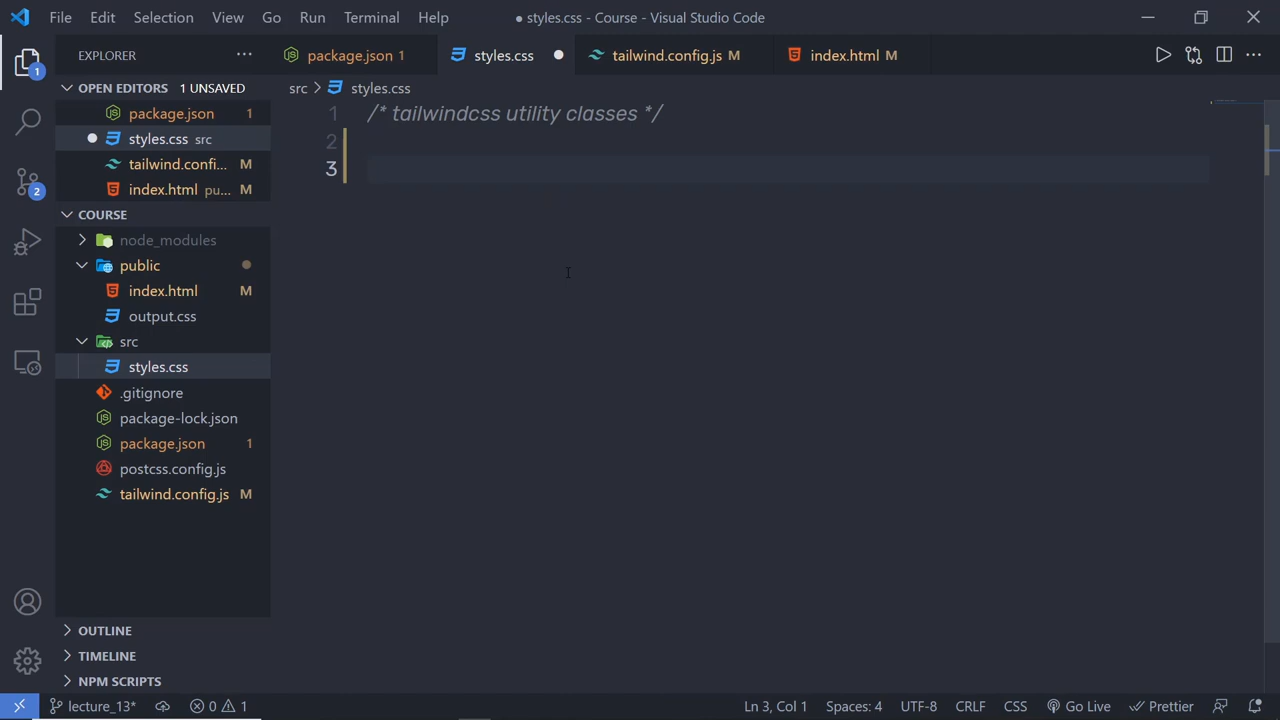 File Edit Selection View Go Run Terminal Help
● styles.css - Course - Visual Studio Code
EXPLORER
package.json 1
styles.css
tailwind.config.js M
index.html M
OPEN EDITORS 1 UNSAVED
package.json 1
styles.css src
tailwind.confi... M
index.html pu... M
COURSE
node_modules
public
index.html M
output.css
src
styles.css
.gitignore
package-lock.json
package.json 1
postcss.config.js
tailwind.config.js M
OUTLINE
TIMELINE
NPM SCRIPTS
1
2
src > styles.css
1 /* tailwindcss utility classes */
2
3
lecture_13* 0 1
Ln 3, Col 1 Spaces: 4 UTF-8 CRLF CSS Go Live Prettier